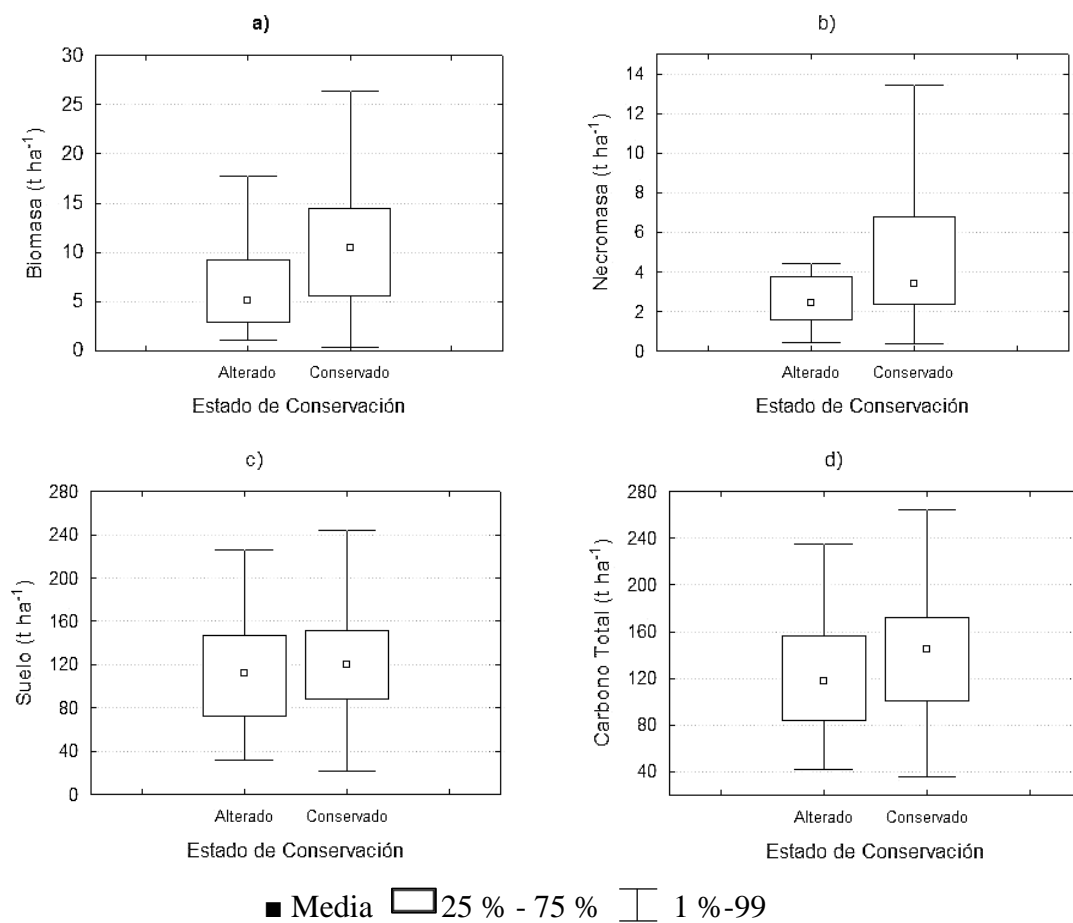 a)
30
25
20
15
10
5
0
Biomasa (t ha⁻¹)
Alterado Conservado
Estado de Conservación
b)
14
12
10
8
6
4
2
0
Necromasa (t ha⁻¹)
Alterado Conservado
Estado de Conservación
c)
280
240
200
160
120
80
40
0
Suelo (t ha⁻¹)
Alterado Conservado
Estado de Conservación
d)
280
240
200
160
120
80
40
Carbono Total (t ha⁻¹)
Alterado Conservado
Estado de Conservación
■ Media 25 % - 75 % 1 %-99